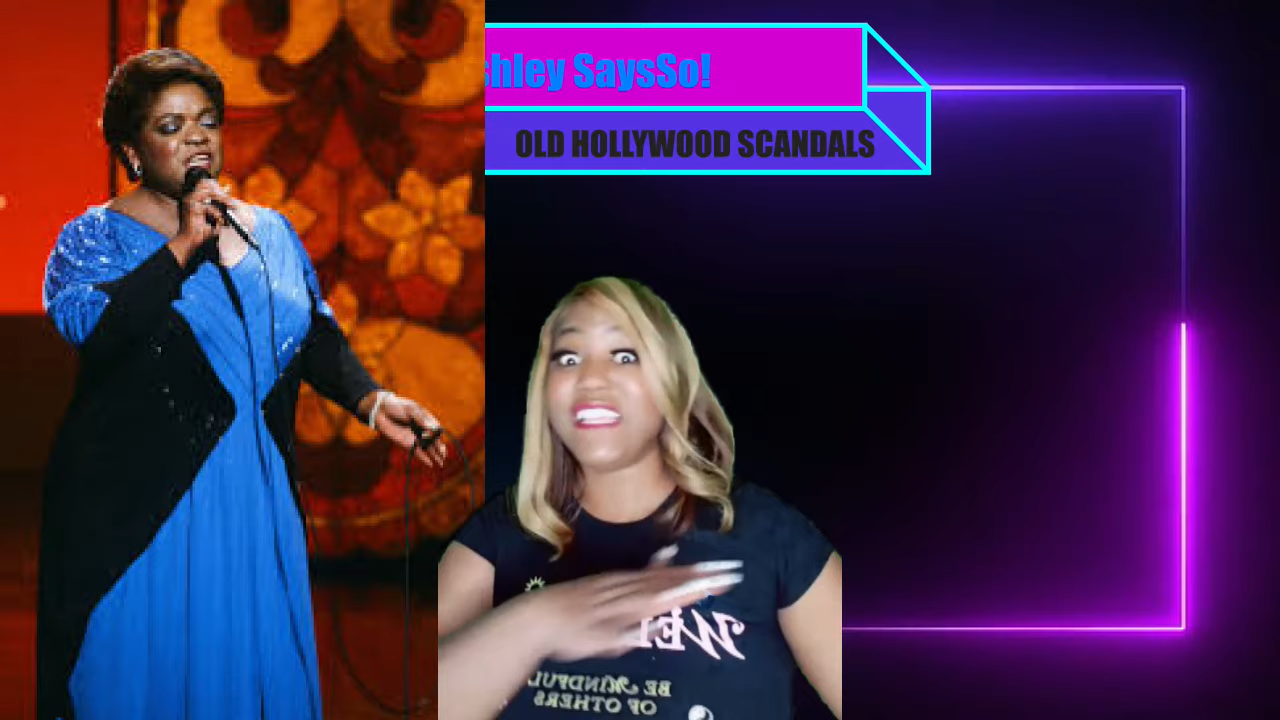 shley SaysSo!
OLD HOLLYWOOD SCANDALS
BE MINDFUL
OF OTHERS